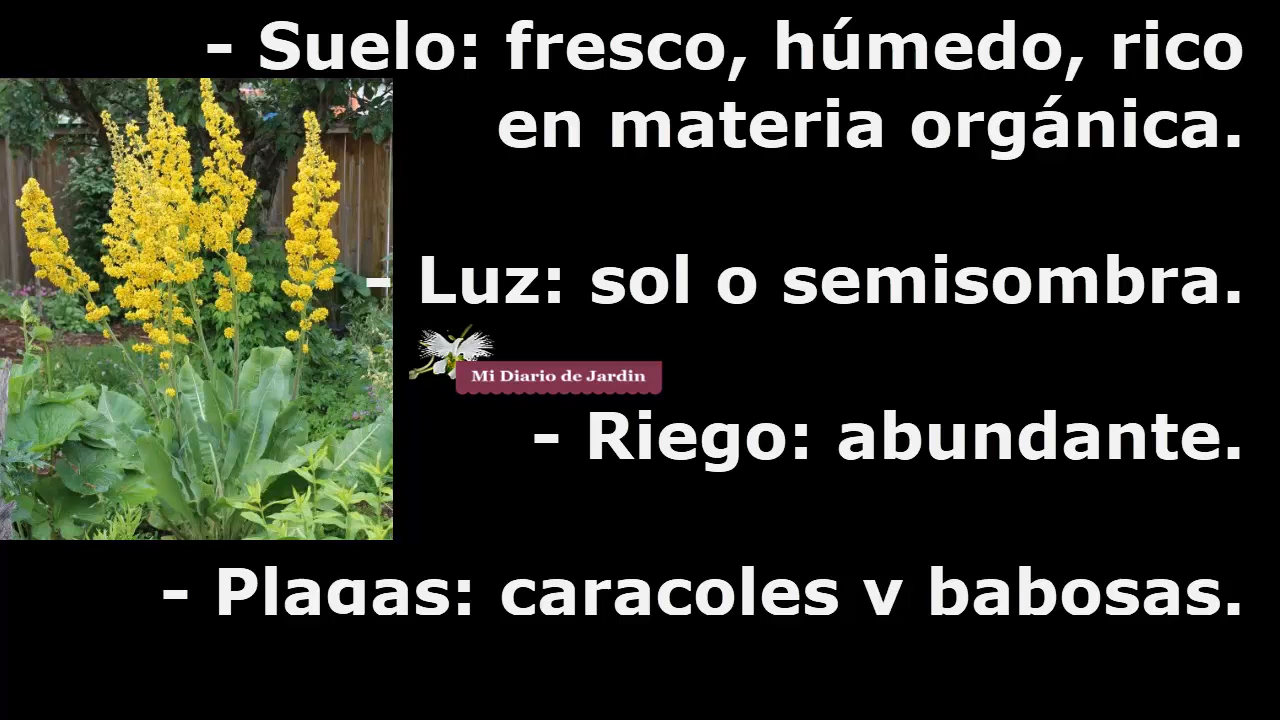 - Suelo: fresco, húmedo, rico
en materia orgánica.
- Luz: sol o semisombra.
Mi Diario de Jardin
- Riego: abundante.
- Plagas: caracoles y babosas.